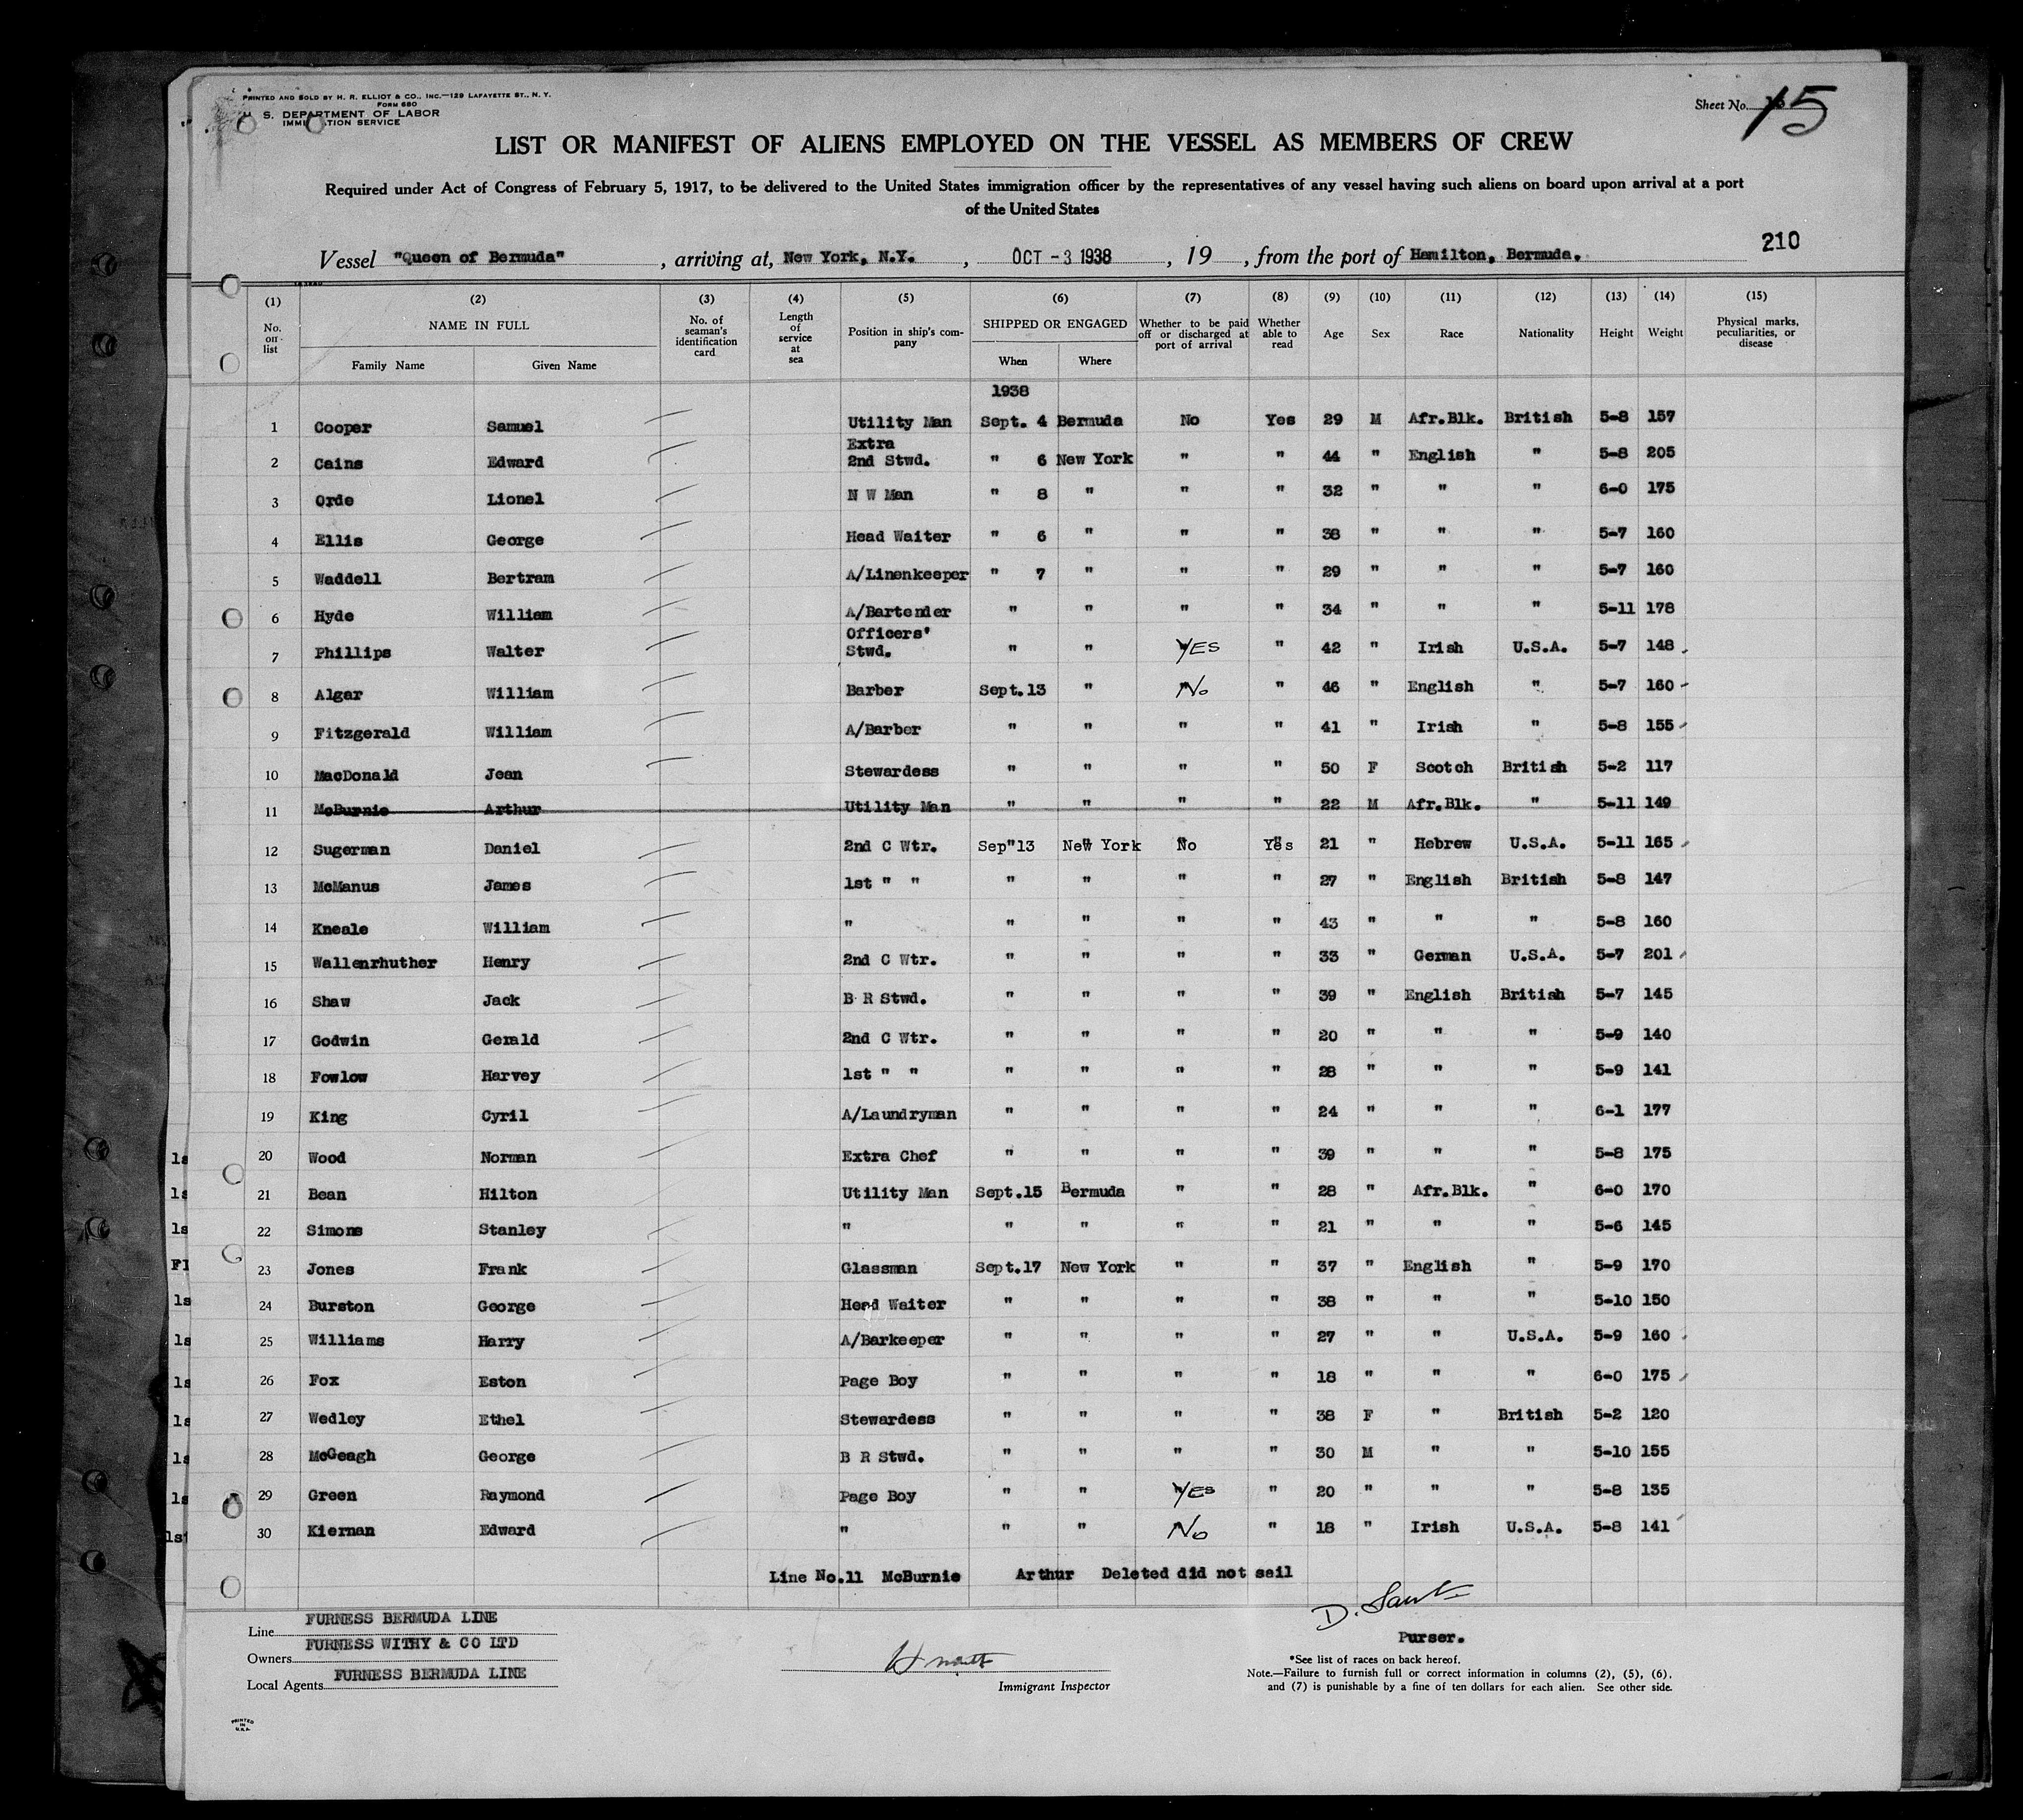 PRINTED AND SOLD BY H. R. ELLIOT & CO., INC.—129 LAFAYETTE ST., N. Y.
FORM 680
U. S. DEPARTMENT OF LABOR
IMMIGRATION SERVICE
Sheet No. 15
LIST OR MANIFEST OF ALIENS EMPLOYED ON THE VESSEL AS MEMBERS OF CREW
Required under Act of Congress of February 5, 1917, to be delivered to the United States immigration officer by the representatives of any vessel having such aliens on board upon arrival at a port
of the United States
210
Vessel "Queen of Bermuda", arriving at, New York, N.Y., OCT -3 1938, 19 , from the port of Hamilton, Bermuda.
(1) (2) (3) (4) (5) (6) (7) (8) (9) (10) (11) (12) (13) (14) (15)
No. on list NAME IN FULL Family Name Given Name No. of seaman's identification card Length of service at sea Position in ship's company SHIPPED OR ENGAGED When Where Whether to be paid off or discharged at port of arrival Whether able to read Age Sex Race Nationality Height Weight Physical marks, peculiarities, or disease
1938
1 Cooper Samuel Utility Man Sept. 4 Bermuda No Yes 29 M Afr.Blk. British 5-8 157
2 Cains Edward Extra 2nd Stwd. " 6 New York " " 44 " English " 5-8 205
3 Orde Lionel N W Man " 8 " " " 32 " " " 6-0 175
4 Ellis George Head Waiter " 6 " " " 38 " " " 5-7 160
5 Waddell Bertram A/Linenkeeper " 7 " " " 29 " " " 5-7 160
6 Hyde William A/Bartender " " " " 34 " " " 5-11 178
7 Phillips Walter Officers' Stwd. " " YES " 42 " Irish U.S.A. 5-7 148
8 Algar William Barber Sept.13 " No " 46 " English " 5-7 160
9 Fitzgerald William A/Barber " " " " 41 " Irish " 5-8 155
10 MacDonald Jean Stewardess " " " " 50 F Scotch British 5-2 117
11 McBurnie Arthur Utility Man " " " " 22 M Afr.Blk. " 5-11 149
12 Sugerman Daniel 2nd C Wtr. Sep"13 New York No Yes 21 " Hebrew U.S.A. 5-11 165
13 McManus James 1st " " " " " " 27 " English British 5-8 147
14 Kneale William " " " " " 43 " " " 5-8 160
15 Wallenrhuther Henry 2nd C Wtr. " " " " 33 " German U.S.A. 5-7 201
16 Shaw Jack B R Stwd. " " " " 39 " English British 5-7 145
17 Godwin Gerald 2nd C Wtr. " " " " 20 " " " 5-9 140
18 Fowlow Harvey 1st " " " " " " 28 " " " 5-9 141
19 King Cyril A/Laundryman " " " " 24 " " " 6-1 177
20 Wood Norman Extra Chef " " " " 39 " " " 5-8 175
21 Bean Hilton Utility Man Sept.15 Bermuda " " 28 " Afr.Blk. " 6-0 170
22 Simons Stanley " " " " " 21 " " " 5-6 145
23 Jones Frank Glassman Sept.17 New York " " 37 " English " 5-9 170
24 Burston George Head Waiter " " " " 38 " " " 5-10 150
25 Williams Harry A/Barkeeper " " " " 27 " " U.S.A. 5-9 160
26 Fox Eston Page Boy " " " " 18 " " " 6-0 175
27 Wedley Ethel Stewardess " " " " 38 F " British 5-2 120
28 McGeagh George B R Stwd. " " " " 30 M " " 5-10 155
29 Green Raymond Page Boy " " YES " 20 " " " 5-8 135
30 Kiernan Edward " " " No " 18 " Irish U.S.A. 5-8 141
Line No.11 McBurnie Arthur Deleted did not sail
Line FURNESS BERMUDA LINE
Owners FURNESS WITHY & CO LTD
Local Agents FURNESS BERMUDA LINE
Immigrant Inspector
D.
Purser.
*See list of races on back hereof.
Note.—Failure to furnish full or correct information in columns (2), (5), (6).
and (7) is punishable by a fine of ten dollars for each alien. See other side.
PRINTED
IN
U.S.A.